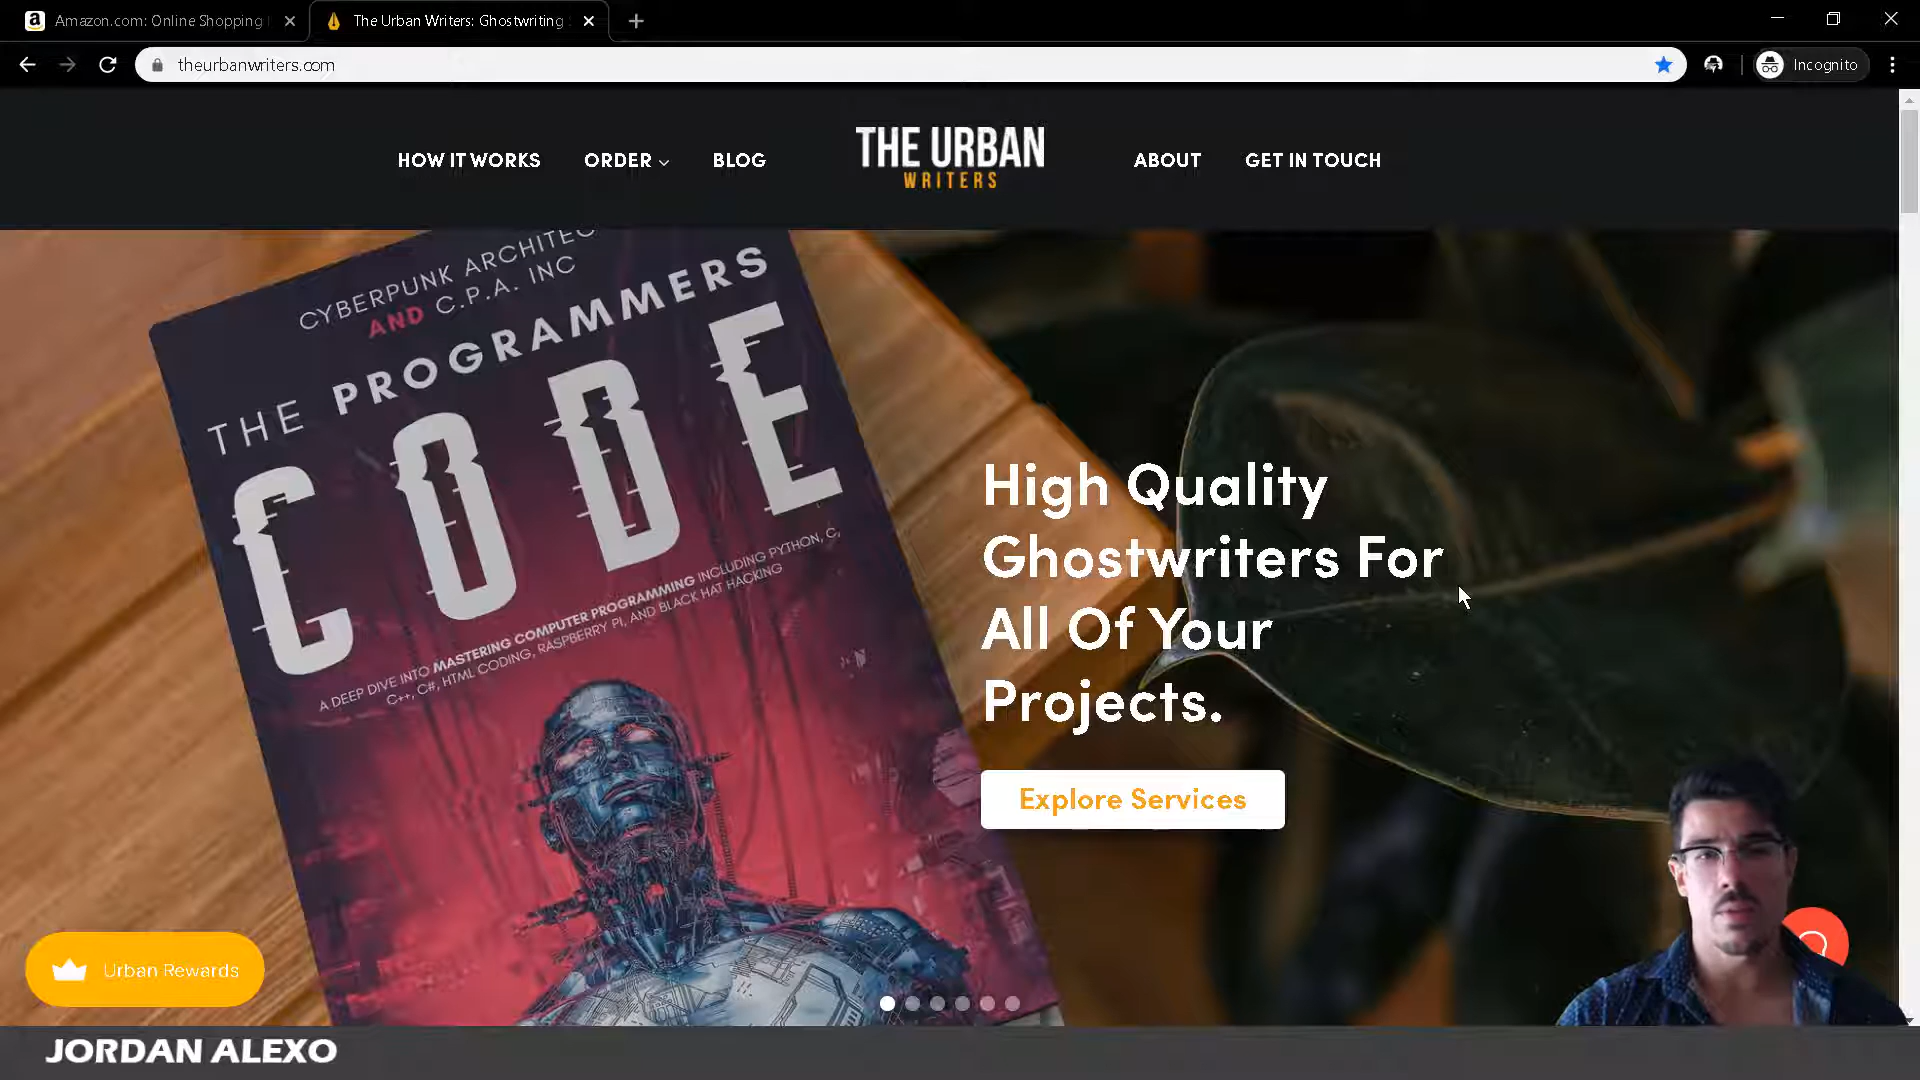 Amazon.com: Online Shopping
The Urban Writers: Ghostwriting
theurbanwriters.com
Incognito
HOW IT WORKS
ORDER
BLOG
THE URBAN
WRITERS
ABOUT
GET IN TOUCH
CYBERPUNK ARCHITEC
AND C.P.A. INC
THE PROGRAMMERS
CODE
A DEEP DIVE INTO MASTERING COMPUTER PROGRAMMING INCLUDING PYTHON, C,
C++, C#, HTML CODING, RASPBERRY PI, AND BLACK HAT HACKING
High Quality
Ghostwriters For
All Of Your
Projects.
Explore Services
Urban Rewards
JORDAN ALEXO